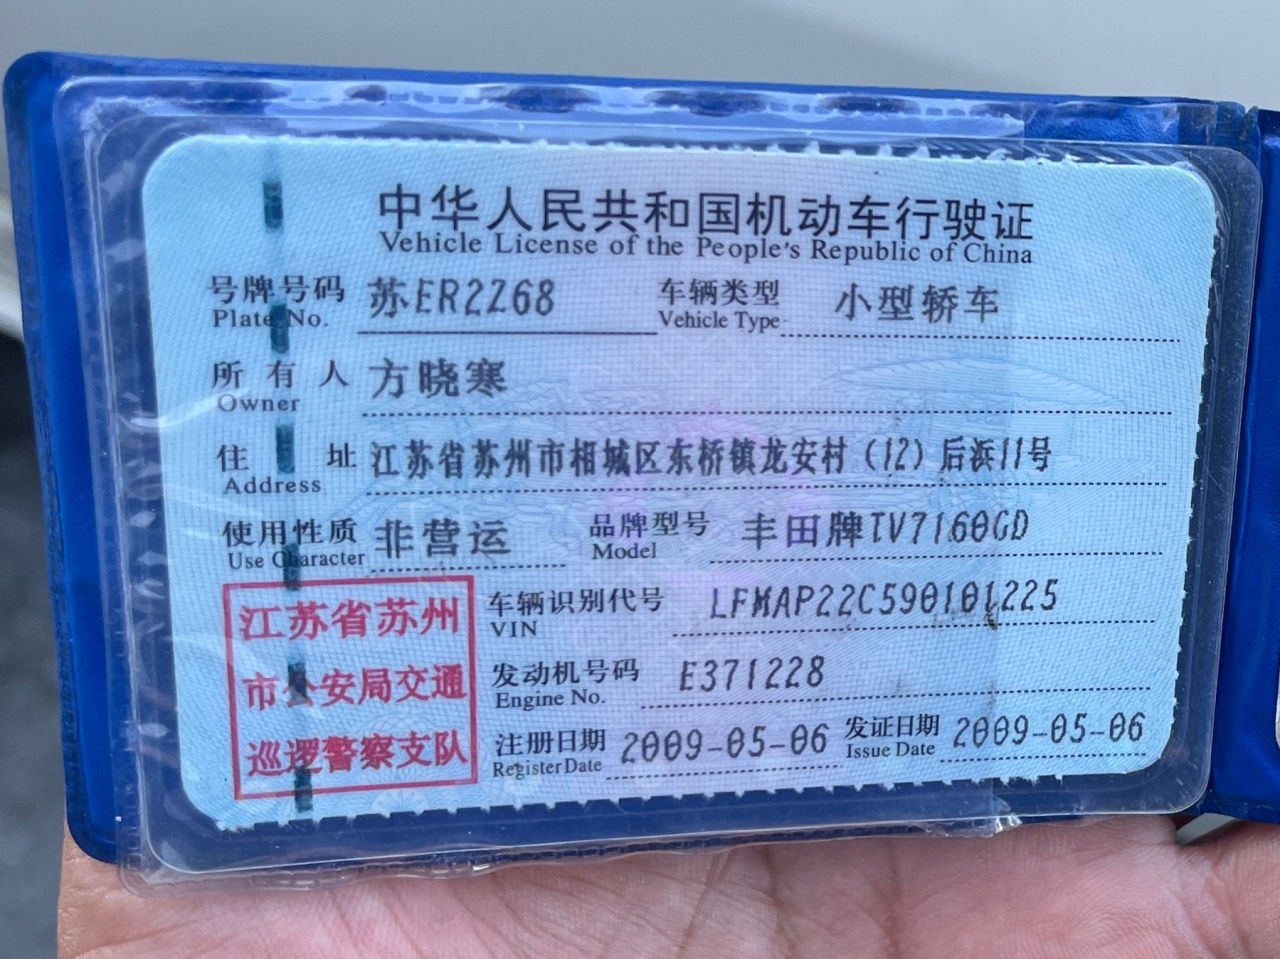 中华人民共和国机动车行驶证
Vehicle License of the People's Republic of China
号牌号码 苏ER2Z68 车辆类型 小型轿车
Plate No. Vehicle Type
所有人 方晓寒
Owner
住址 江苏省苏州市相城区东桥镇龙安村（12）后浜11号
Address
使用性质 非营运 品牌型号 丰田牌TV7160GD
Use Character Model
江苏省苏州
市公安局交通
巡逻警察支队
车辆识别代号 LFMAP22C590101225
VIN
发动机号码 E371228
Engine No.
注册日期 2009-05-06 发证日期 2009-05-06
Register Date Issue Date